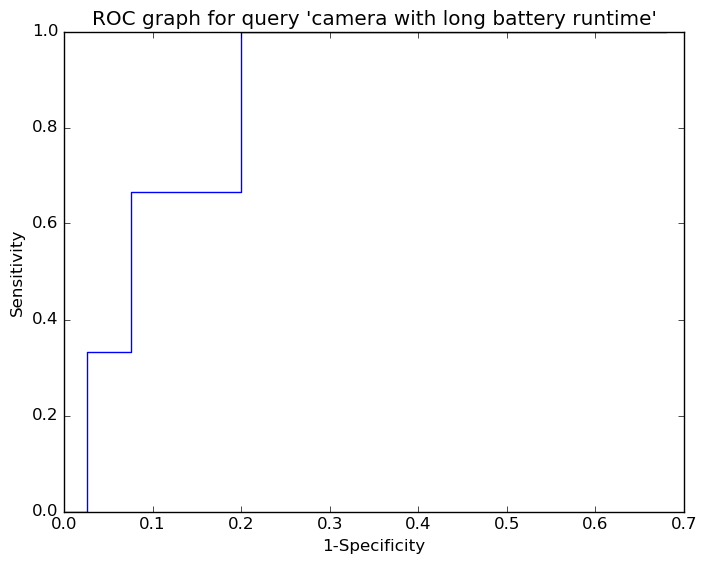 ROC graph for query 'camera with long battery runtime'
1.0
0.8
0.6
0.4
0.2
0.0
Sensitivity
0.0 0.1 0.2 0.3 0.4 0.5 0.6 0.7
1-Specificity